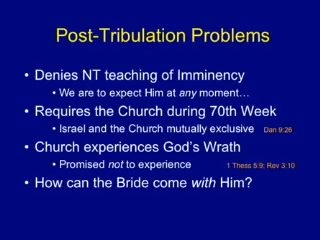 Post-Tribulation Problems
• Denies NT teaching of Imminency
• We are to expect Him at any moment…
• Requires the Church during 70th Week
• Israel and the Church mutually exclusive Dan 9:26
• Church experiences God's Wrath
• Promised not to experience 1 Thess 5:9; Rev 3:10
• How can the Bride come with Him?